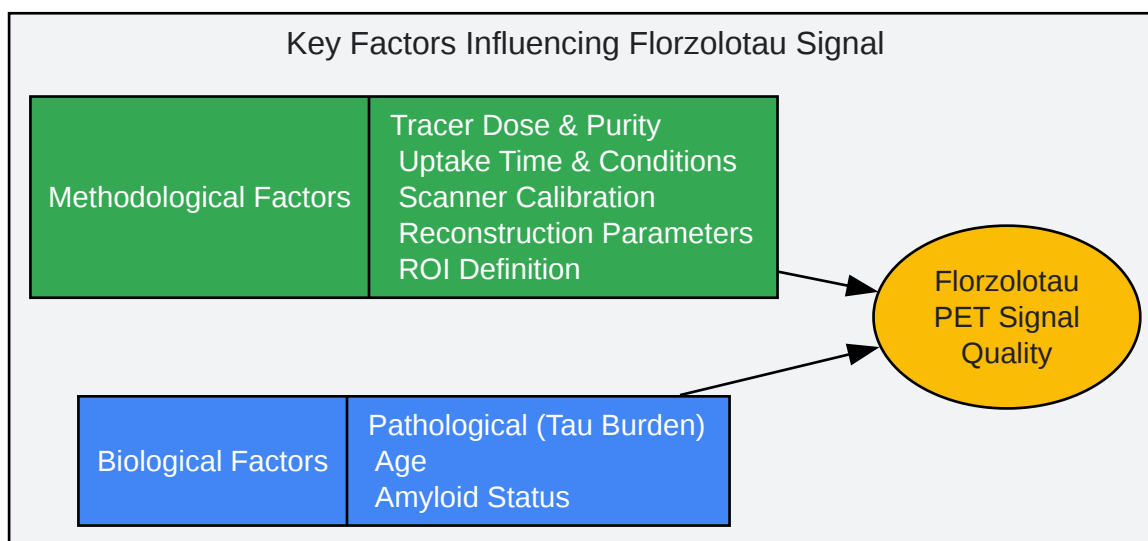 Key Factors Influencing Florzolotau Signal
Methodological Factors
Tracer Dose & Purity
Uptake Time & Conditions
Scanner Calibration
Reconstruction Parameters
ROI Definition
Florzolotau
PET Signal
Quality
Biological Factors
Pathological (Tau Burden)
Age
Amyloid Status